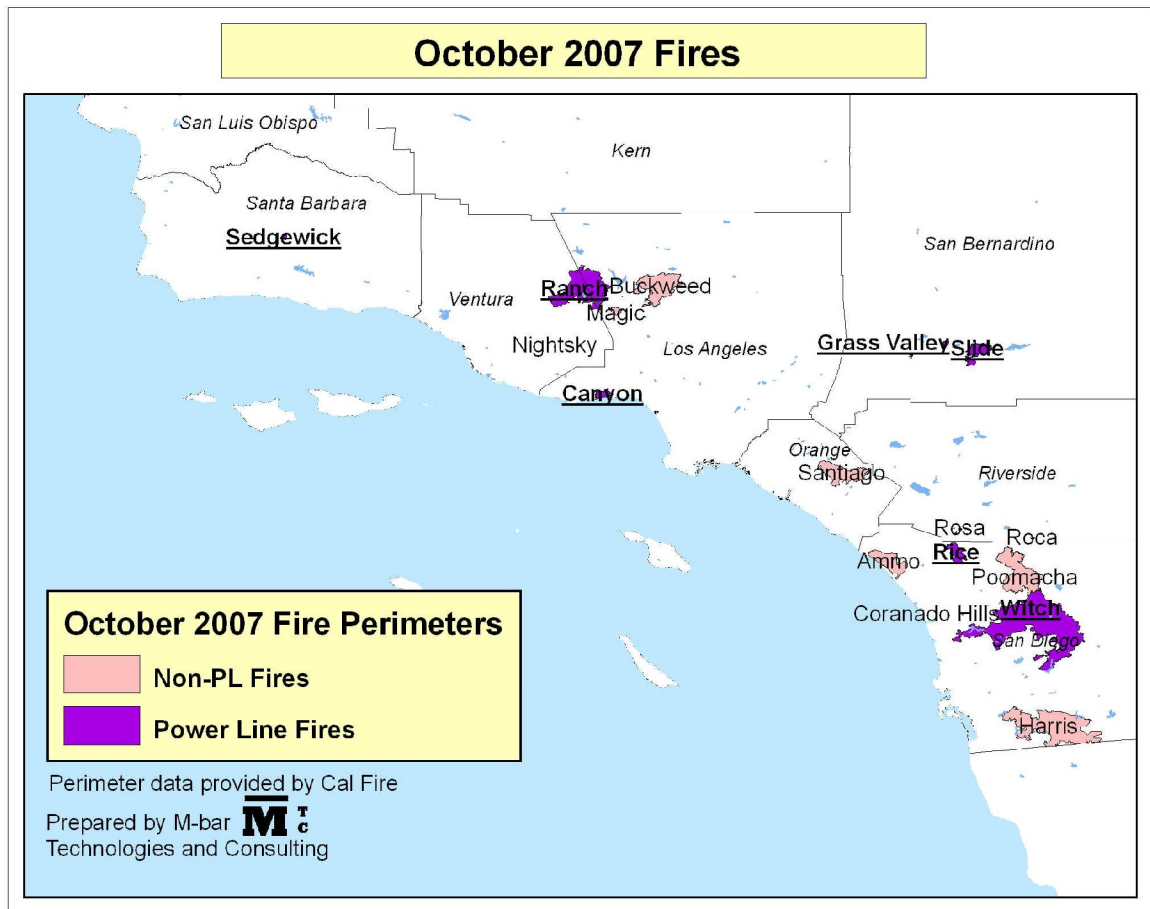 October 2007 Fires
San Luis Obispo
Kern
Santa Barbara
Sedgewick
San Bernardino
Ranch
Buckweed
Ventura
Magic
Nightsky
Los Angeles
Grass Valley
Slide
Canyon
Orange
Santiago
Riverside
Rosa
Roca
Rice
Ammo
Poomacha
Coranado Hills
Witch
San Diego
Harris
October 2007 Fire Perimeters
Non-PL Fires
Power Line Fires
Perimeter data provided by Cal Fire
Prepared by M-bar M T C
Technologies and Consulting